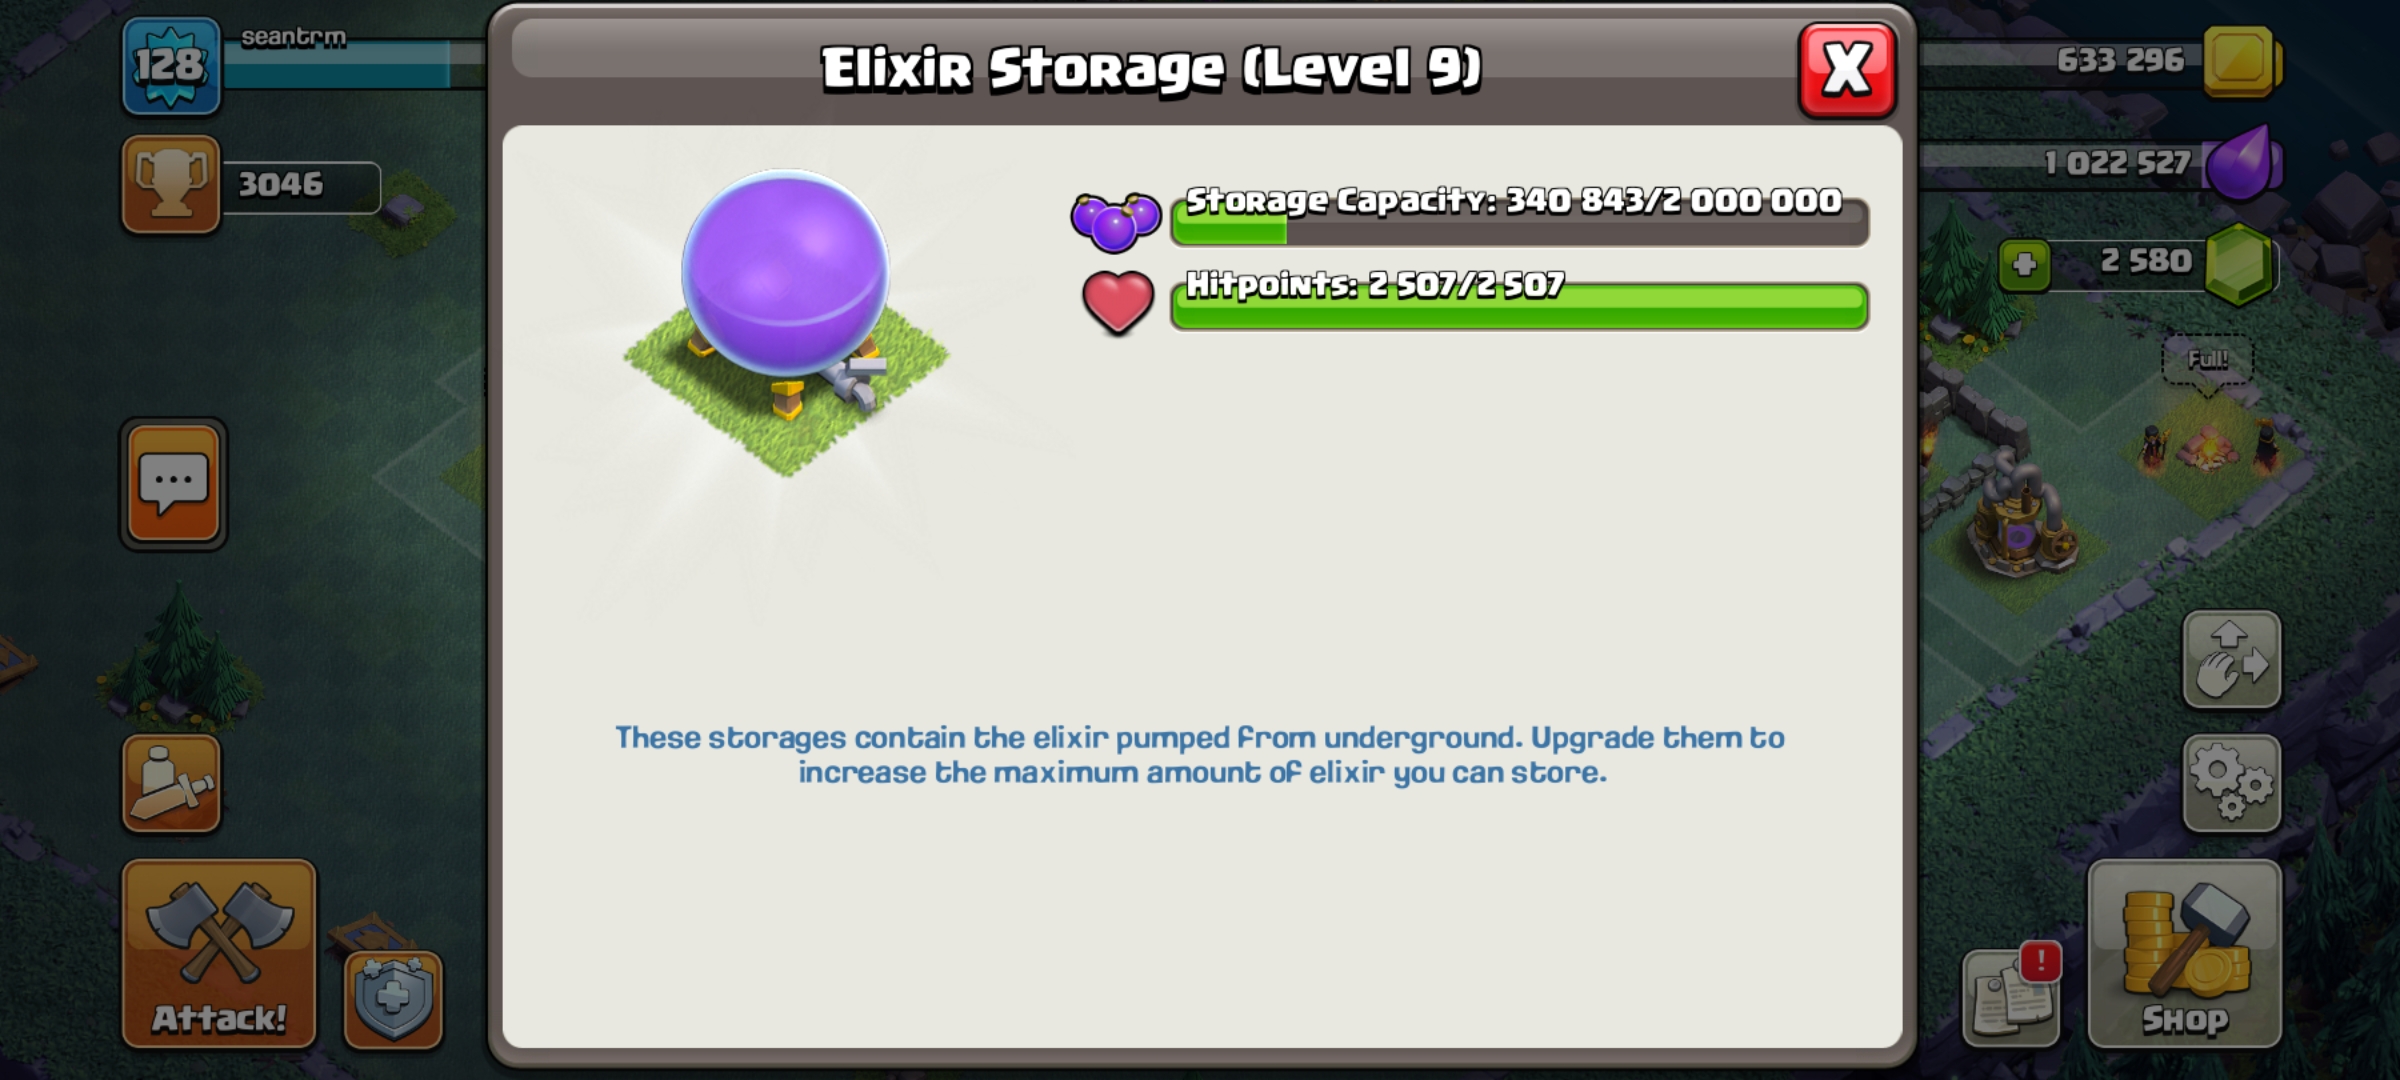 128
seantrm
3046
Elixir Storage (Level 9)
X
Storage Capacity: 340 843/2 000 000
Hitpoints: 2 507/2 507
These storages contain the elixir pumped from underground. Upgrade them to
increase the maximum amount of elixir you can store.
633 296
1 022 527
2 580
Full!
Attack!
!
Shop